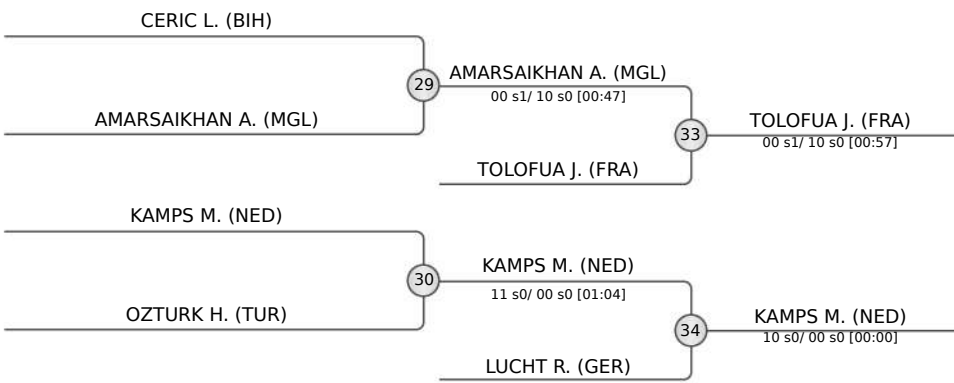 CERIC L. (BIH)
29
AMARSAIKHAN A. (MGL)
00 s1/ 10 s0 [00:47]
AMARSAIKHAN A. (MGL)
33
TOLOFUA J. (FRA)
00 s1/ 10 s0 [00:57]
TOLOFUA J. (FRA)
KAMPS M. (NED)
30
KAMPS M. (NED)
11 s0/ 00 s0 [01:04]
OZTURK H. (TUR)
34
KAMPS M. (NED)
10 s0/ 00 s0 [00:00]
LUCHT R. (GER)